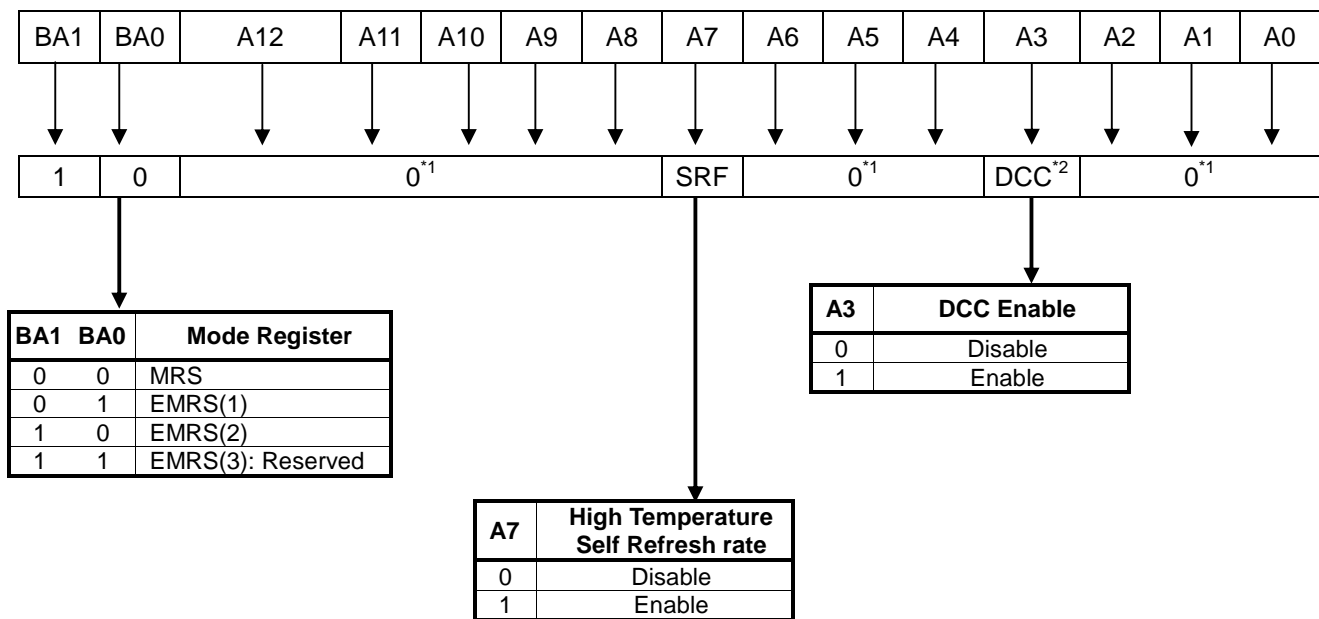 BA1 BA0 A12 A11 A10 A9 A8 A7 A6 A5 A4 A3 A2 A1 A0
1 0 0*1 SRF 0*1 DCC*2 0*1
BA1 BA0 Mode Register
0 0 MRS
0 1 EMRS(1)
1 0 EMRS(2)
1 1 EMRS(3): Reserved
A3 DCC Enable
0 Disable
1 Enable
A7 High Temperature
Self Refresh rate
0 Disable
1 Enable